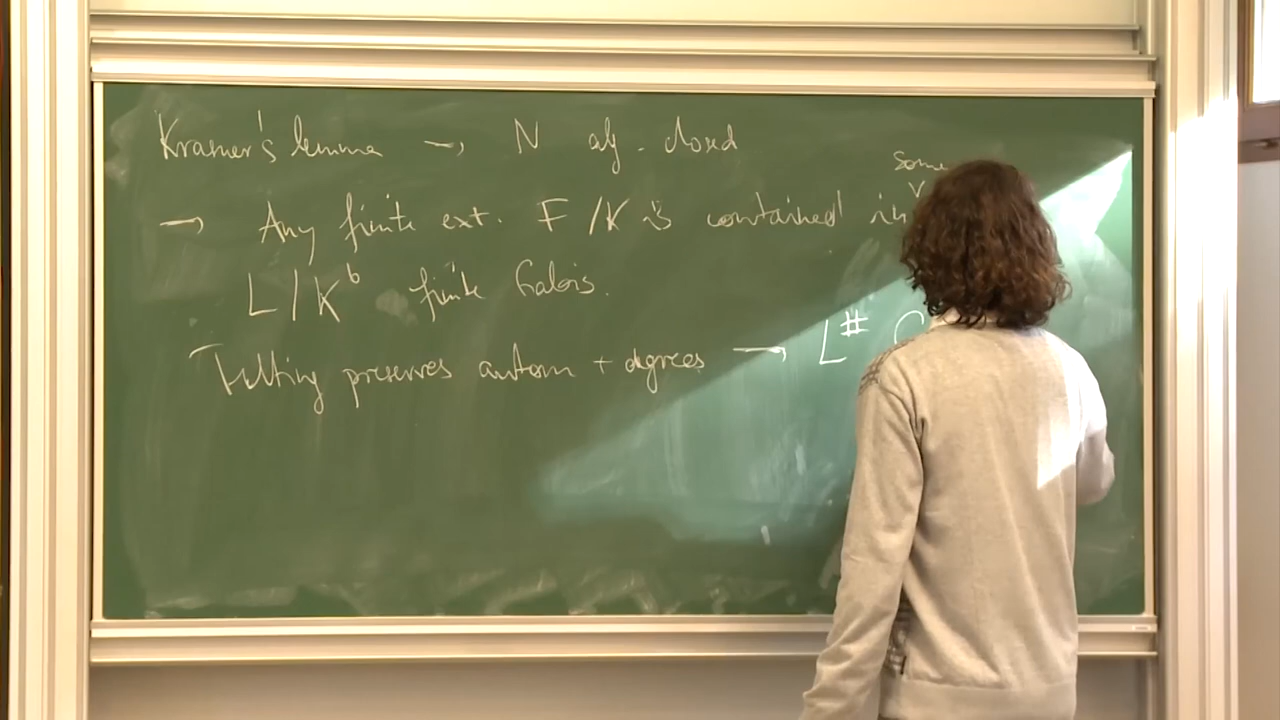 Kramer's lemma → N alg. closed
some
→ Any finite ext. F/K is contained in
L/K^b finite Galois.
Tilting preserves autom + degrees → L^#